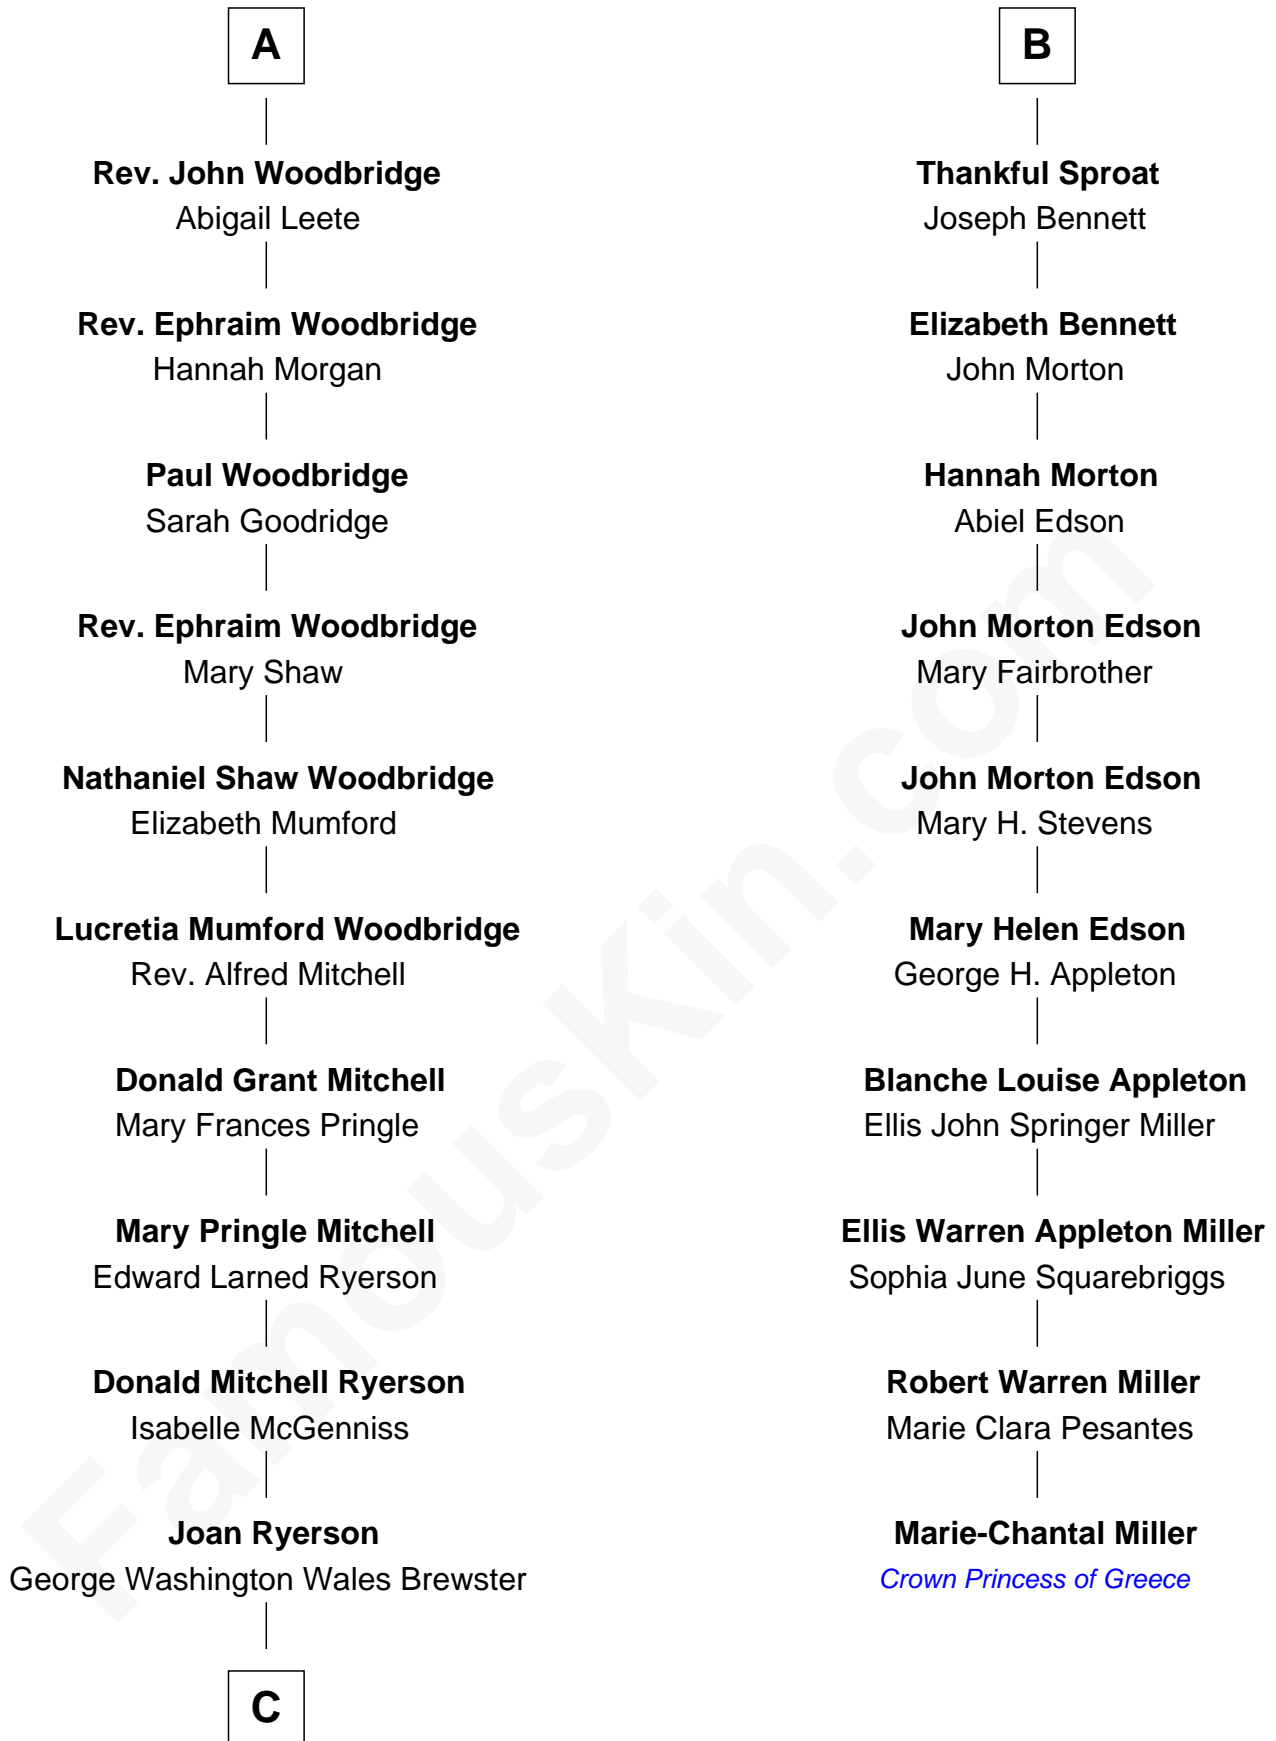 A
Rev. John Woodbridge
Abigail Leete
Rev. Ephraim Woodbridge
Hannah Morgan
Paul Woodbridge
Sarah Goodridge
Rev. Ephraim Woodbridge
Mary Shaw
Nathaniel Shaw Woodbridge
Elizabeth Mumford
Lucretia Mumford Woodbridge
Rev. Alfred Mitchell
Donald Grant Mitchell
Mary Frances Pringle
Mary Pringle Mitchell
Edward Larned Ryerson
Donald Mitchell Ryerson
Isabelle McGenniss
Joan Ryerson
George Washington Wales Brewster
C
B
Thankful Sproat
Joseph Bennett
Elizabeth Bennett
John Morton
Hannah Morton
Abiel Edson
John Morton Edson
Mary Fairbrother
John Morton Edson
Mary H. Stevens
Mary Helen Edson
George H. Appleton
Blanche Louise Appleton
Ellis John Springer Miller
Ellis Warren Appleton Miller
Sophia June Squarebriggs
Robert Warren Miller
Marie Clara Pesantes
Marie-Chantal Miller
Crown Princess of Greece
FamousKin.com